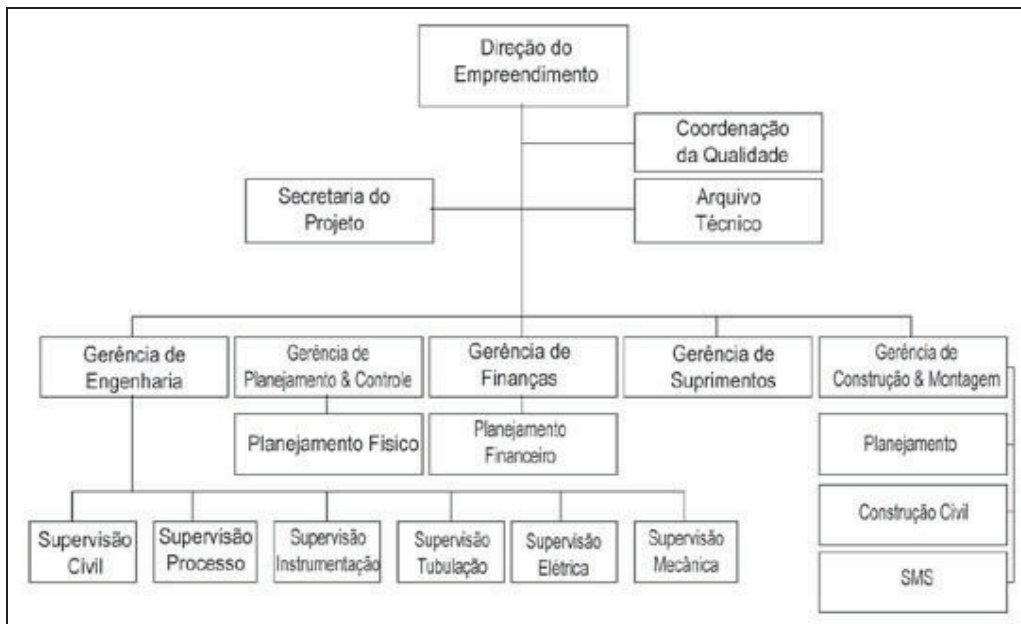 Direção do
Empreendimento
Coordenação
da Qualidade
Secretaria do
Projeto
Arquivo
Técnico
Gerência de
Engenharia
Gerência de
Planejamento & Controle
Gerência de
Finanças
Gerência de
Suprimentos
Gerência de
Construção & Montagem
Planejamento Físico
Planejamento
Financeiro
Planejamento
Construção Civil
SMS
Supervisão
Civil
Supervisão
Processo
Supervisão
Instrumentação
Supervisão
Tubulação
Supervisão
Elétrica
Supervisão
Mecânica